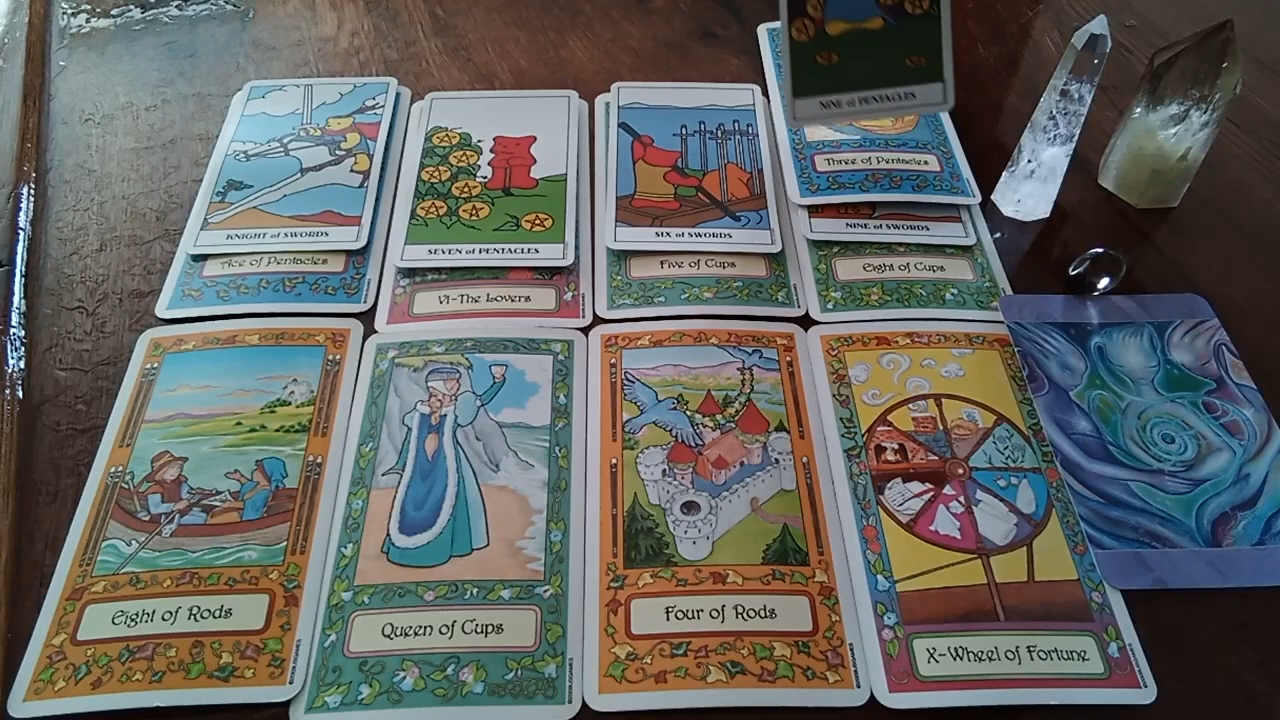 NINE of PENTACLES
Three of Pentacles
KNIGHT of SWORDS
SEVEN of PENTACLES
SIX of SWORDS
NINE of SWORDS
Ace of Pentacles
VI-The Lovers
Five of Cups
Eight of Cups
Eight of Rods
Queen of Cups
Four of Rods
X-Wheel of Fortune